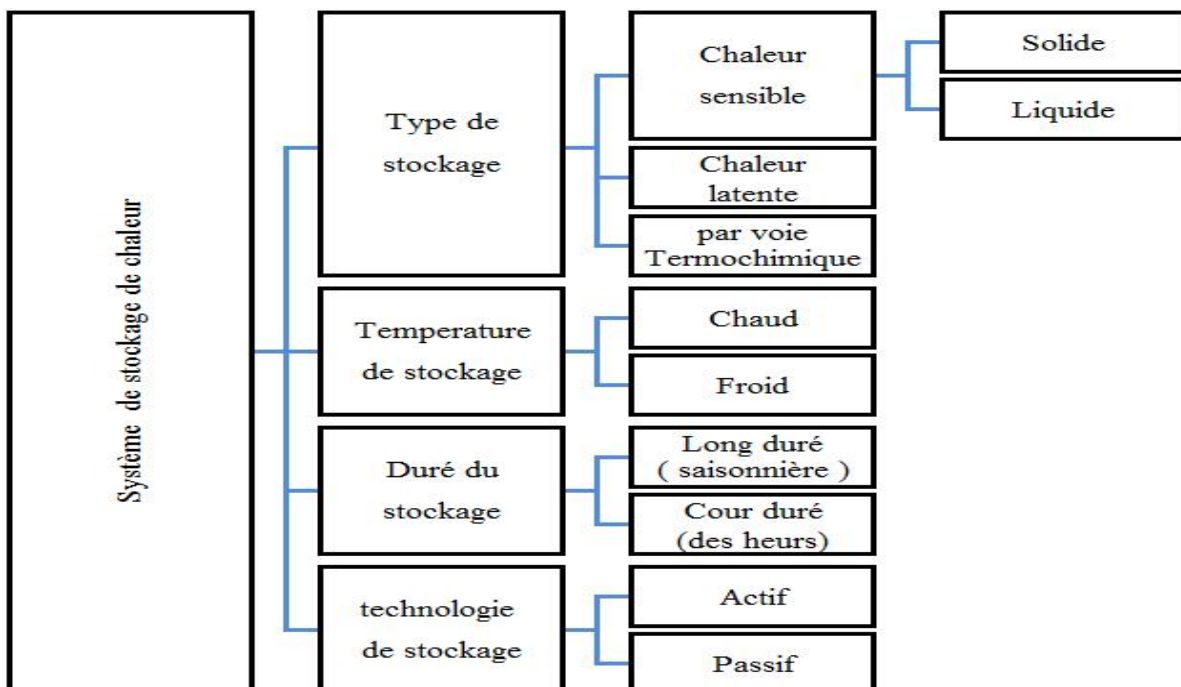 Système de stockage de chaleur
Type de
stockage
Chaleur
sensible
Solide
Liquide
Chaleur
latente
par voie
Termochimique
Temperature
de stockage
Chaud
Froid
Duré du
stockage
Long duré
( saisonnière )
Cour duré
(des heurs)
technologie
de stockage
Actif
Passif